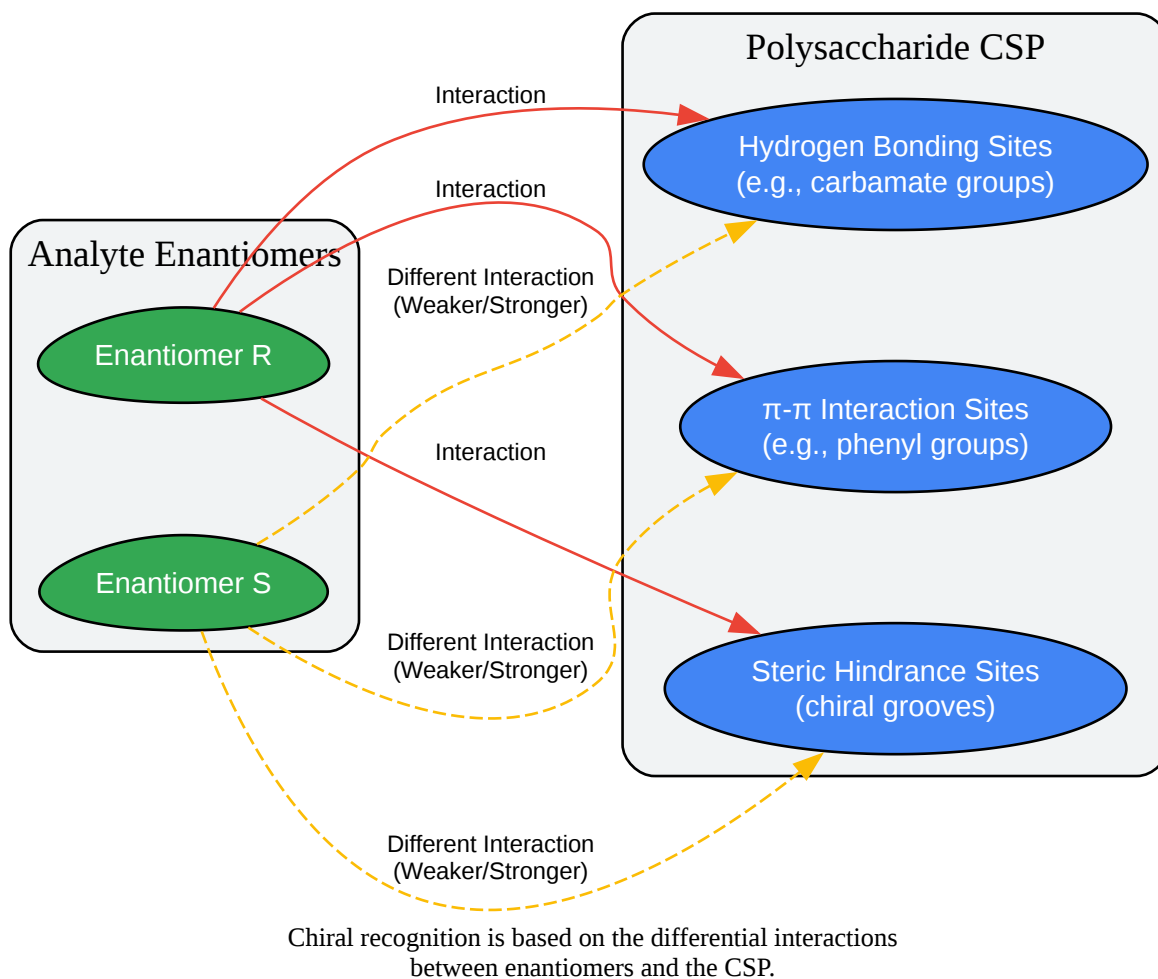 Polysaccharide CSP
Interaction
Hydrogen Bonding Sites
(e.g., carbamate groups)
Interaction
Analyte Enantiomers
Different Interaction
(Weaker/Stronger)
Enantiomer R
π-π Interaction Sites
(e.g., phenyl groups)
Interaction
Enantiomer S
Different Interaction
(Weaker/Stronger)
Steric Hindrance Sites
(chiral grooves)
Different Interaction
(Weaker/Stronger)
Chiral recognition is based on the differential interactions
between enantiomers and the CSP.